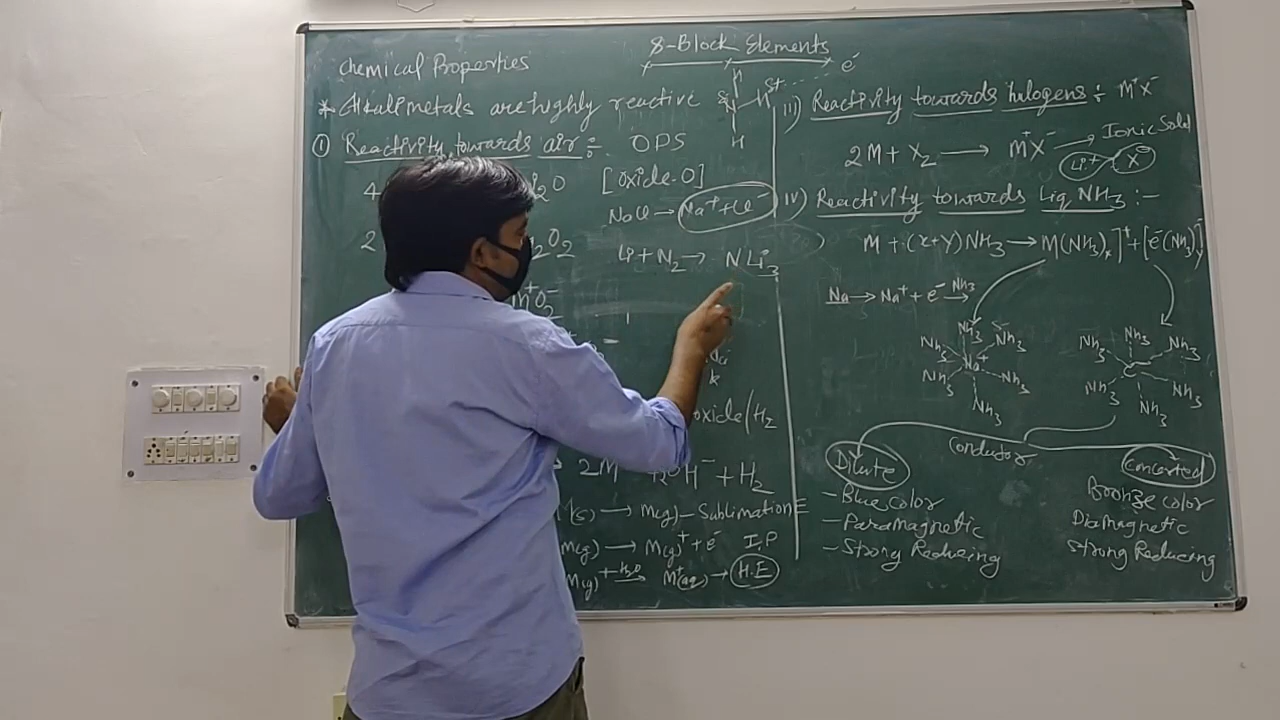 S-Block Elements
e⁻
Chemical Properties
* Alkali metals are highly reactive
① Reactivity towards air ÷ OPS
4
2O [Oxide-O]
NaCl → Na⁺+Cl⁻
2
2O₂
Li + N₂ → NLi₃
O₂⁻
oxide/H₂
2M
H⁻ + H₂
(s) → M(g) - Sublimation E
M(g) → M(g)⁺ + e⁻ I.P
M(g)⁺ H₂O → M⁺(aq) → H.E
N
H
H
iii) Reactivity towards halogens ÷ M⁺X⁻
2M + X₂ → M⁺X⁻ → Ionic Solid
Li⁺ X⁻
iv) Reactivity towards Liq NH₃ :-
M + (x+y)NH₃ → M(NH₃)ₓ]⁺ + [e⁻(NH₃)y]⁻
Na → Na⁺ + e⁻ NH₃ →
NH₃ NH₃ NH₃
Na⁺
NH₃ NH₃
NH₃
NH₃ NH₃ NH₃
e⁻
NH₃ NH₃
NH₃
Conductor
Dilute
- Blue color
- Paramagnetic
- Strong Reducing
Concerted
Bronze color
Diamagnetic
Strong Reducing